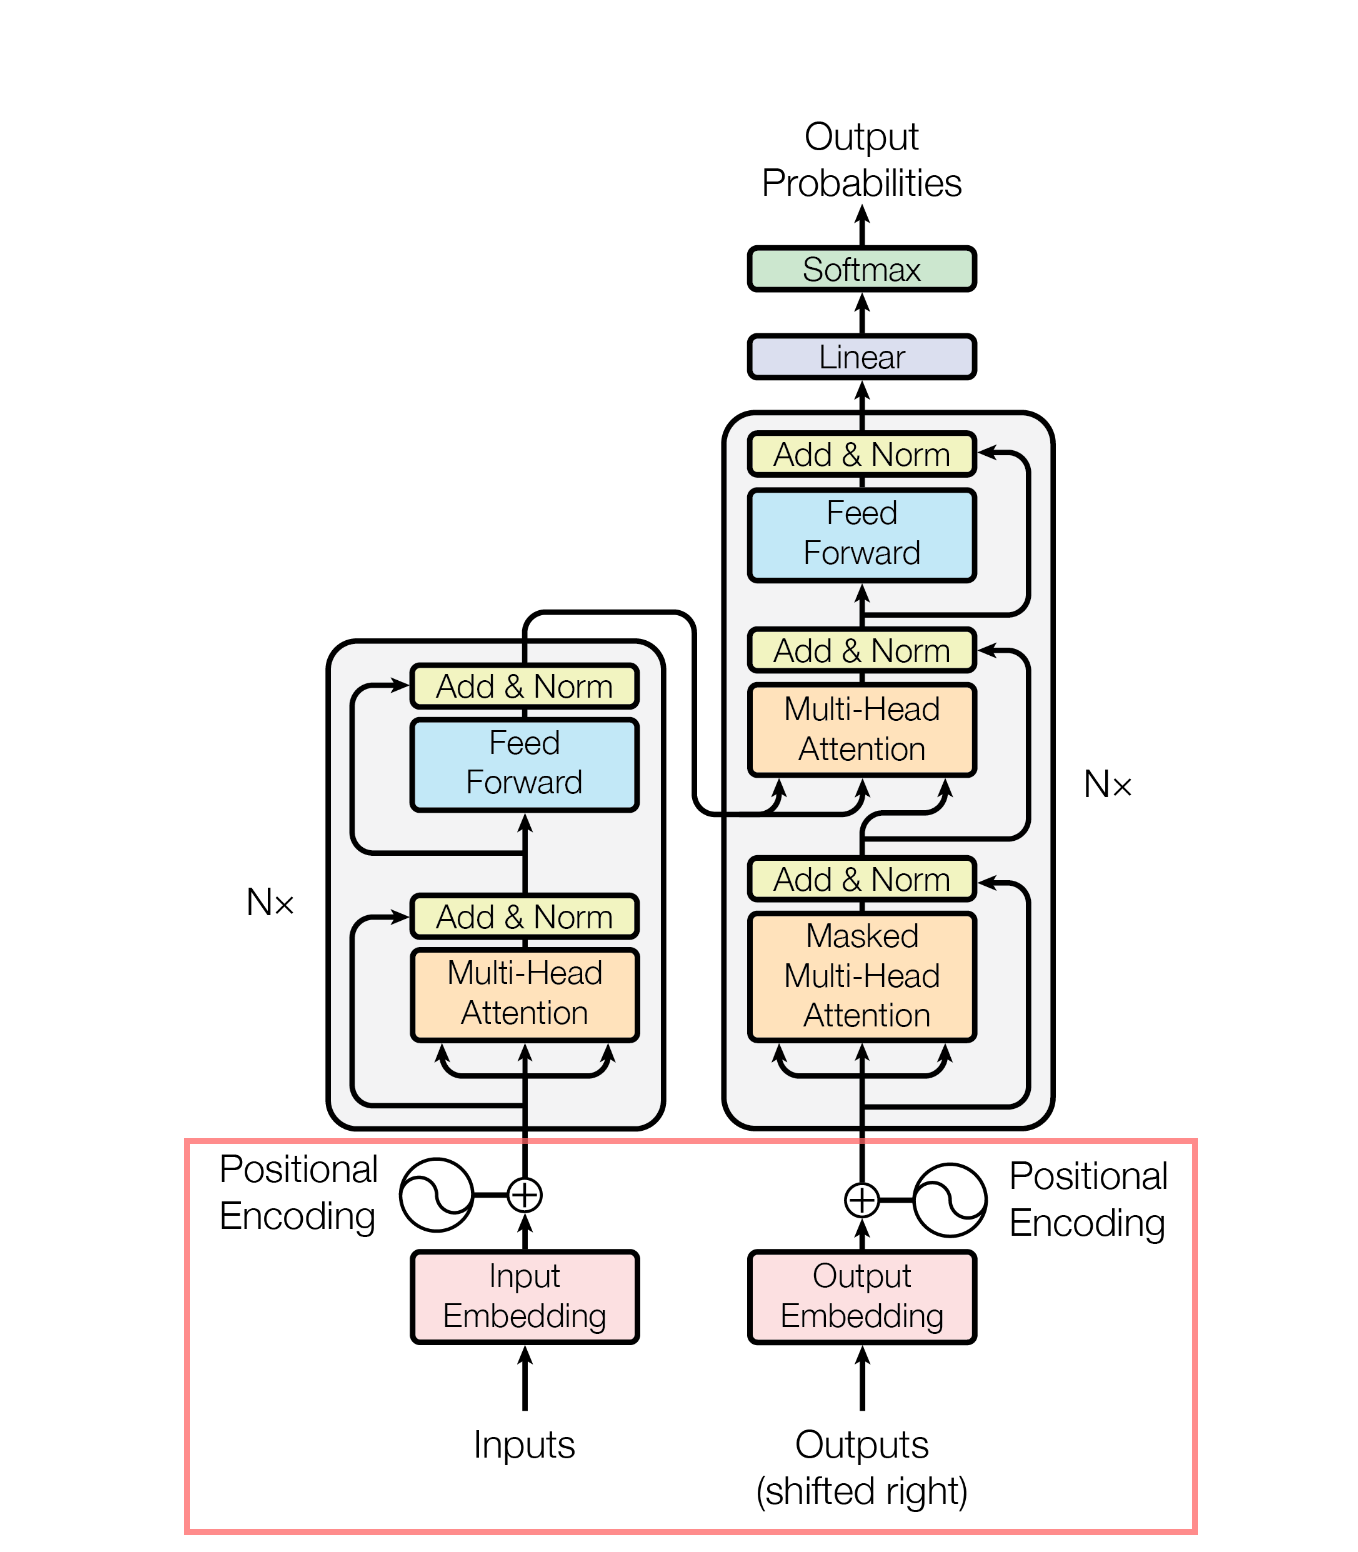 Output
Probabilities
Softmax
Linear
Add & Norm
Feed
Forward
Add & Norm
Multi-Head
Attention
N×
Add & Norm
Masked
Multi-Head
Attention
Add & Norm
Feed
Forward
N×
Add & Norm
Multi-Head
Attention
Positional
Encoding
Positional
Encoding
Input
Embedding
Output
Embedding
Inputs
Outputs
(shifted right)